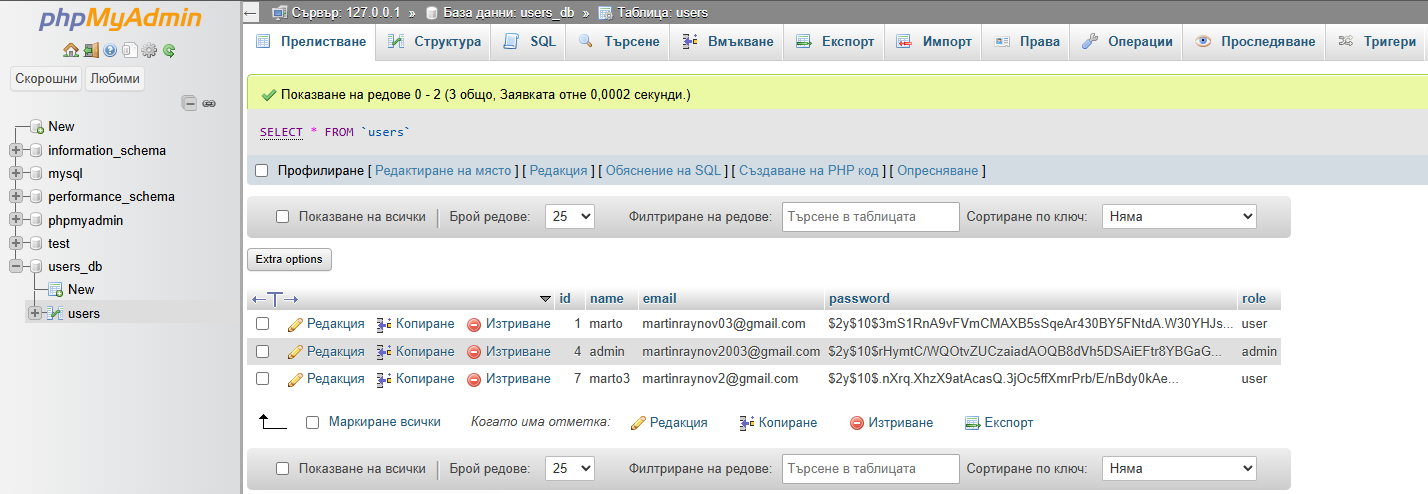 phpMyAdmin
Скорошни Любими
New
information_schema
mysql
performance_schema
phpmyadmin
test
users_db
New
users
Сървър: 127.0.0.1 » База данни: users_db » Таблица: users
Прелистване Структура SQL Търсене Вмъкване Експорт Импорт Права Операции Проследяване Тригери
Показване на редове 0 - 2 (3 общо, Заявката отне 0,0002 секунди.)
SELECT * FROM `users`
Профилиране [ Редактиране на място ] [ Редакция ] [ Обяснение на SQL ] [ Създаване на PHP код ] [ Опресняване ]
Показване на всички Брой редове: 25 Филтриране на редове: Търсене в таблицата Сортиране по ключ: Няма
Extra options
id name email password role
Редакция Копиране Изтриване 1 marto martinraynov03@gmail.com $2y$10$3mS1RnA9vFVmCMAXB5sSqeAr430BY5FNtdA.W30YHJs... user
Редакция Копиране Изтриване 4 admin martinraynov2003@gmail.com $2y$10$rHymtC/WQOtvZUCzaiadAOQB8dVh5DSAiEFtr8YBGaG... admin
Редакция Копиране Изтриване 7 marto3 martinraynov2@gmail.com $2y$10$.nXrq.XhzX9atAcasQ.3jOc5ffXmrPrb/E/nBdy0kAe... user
Маркиране всички Когато има отметка: Редакция Копиране Изтриване Експорт
Показване на всички Брой редове: 25 Филтриране на редове: Търсене в таблицата Сортиране по ключ: Няма